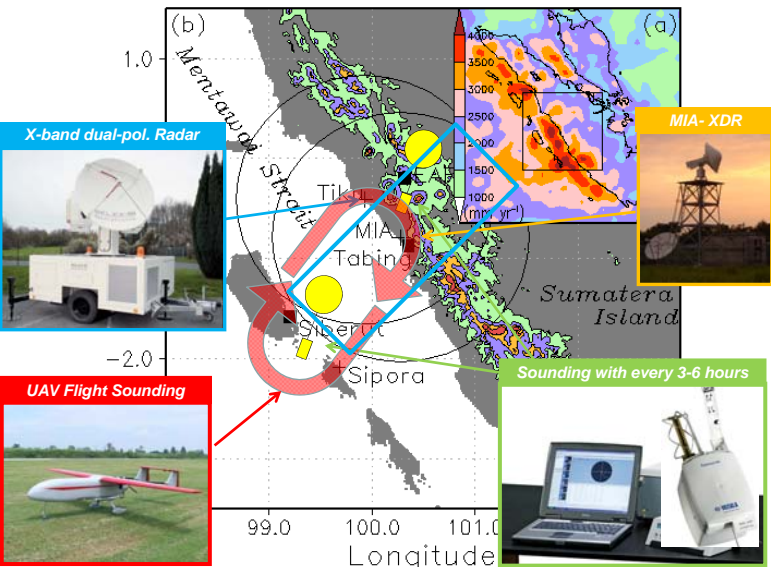 (b)
(a)
1.0
Mentawai Strait
4000
3500
3000
2500
2000
1500
1000
(mm yr⁻¹)
X-band dual-pol. Radar
MIA- XDR
Tiku
MIA
Tabing
Sumatera
Island
Siberut
−2.0
Sipora
UAV Flight Sounding
Sounding with every 3-6 hours
99.0
100.0
101.
Longitude